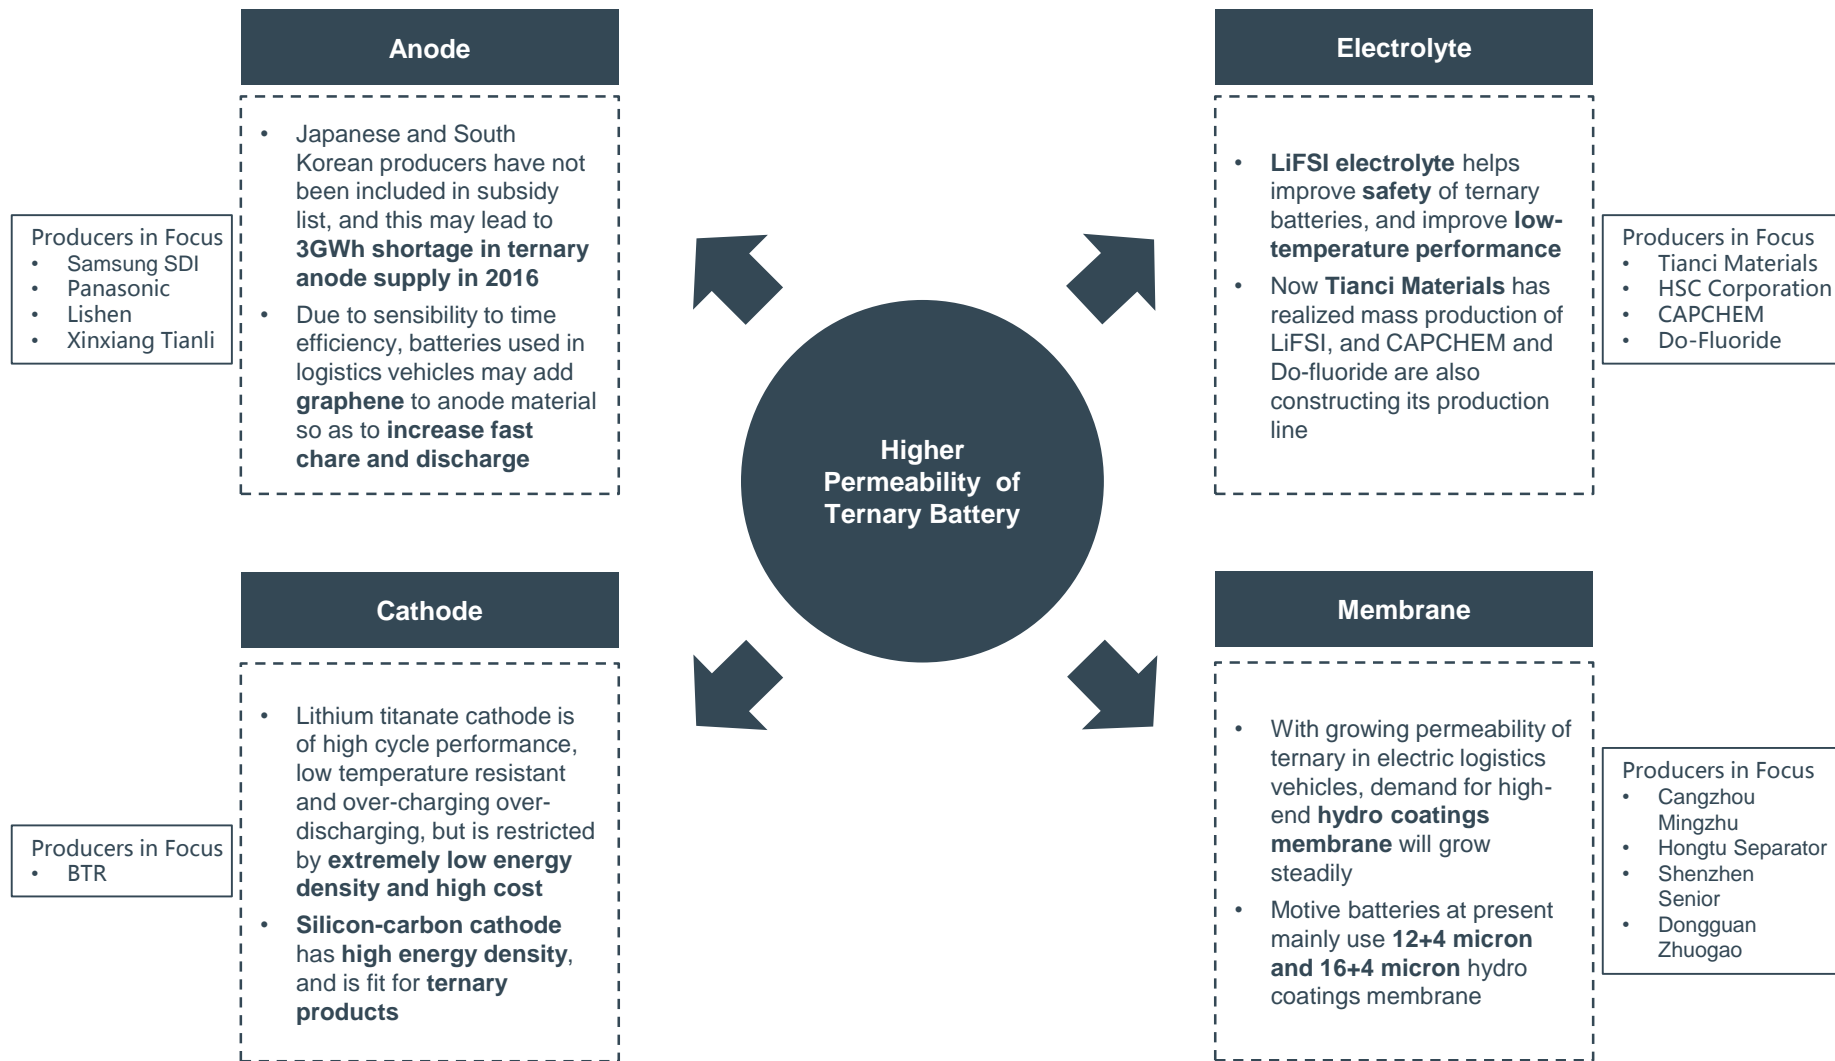 Anode
• Japanese and South
Korean producers have not
been included in subsidy
list, and this may lead to
3GWh shortage in ternary
anode supply in 2016
• Due to sensibility to time
efficiency, batteries used in
logistics vehicles may add
graphene to anode material
so as to increase fast
chare and discharge
Producers in Focus
• Samsung SDI
• Panasonic
• Lishen
• Xinxiang Tianli
Electrolyte
• LiFSI electrolyte helps
improve safety of ternary
batteries, and improve low-
temperature performance
• Now Tianci Materials has
realized mass production of
LiFSI, and CAPCHEM and
Do-fluoride are also
constructing its production
line
Producers in Focus
• Tianci Materials
• HSC Corporation
• CAPCHEM
• Do-Fluoride
Higher
Permeability of
Ternary Battery
Cathode
• Lithium titanate cathode is
of high cycle performance,
low temperature resistant
and over-charging over-
discharging, but is restricted
by extremely low energy
density and high cost
• Silicon-carbon cathode
has high energy density,
and is fit for ternary
products
Producers in Focus
• BTR
Membrane
• With growing permeability of
ternary in electric logistics
vehicles, demand for high-
end hydro coatings
membrane will grow
steadily
• Motive batteries at present
mainly use 12+4 micron
and 16+4 micron hydro
coatings membrane
Producers in Focus
• Cangzhou
Mingzhu
• Hongtu Separator
• Shenzhen
Senior
• Dongguan
Zhuogao